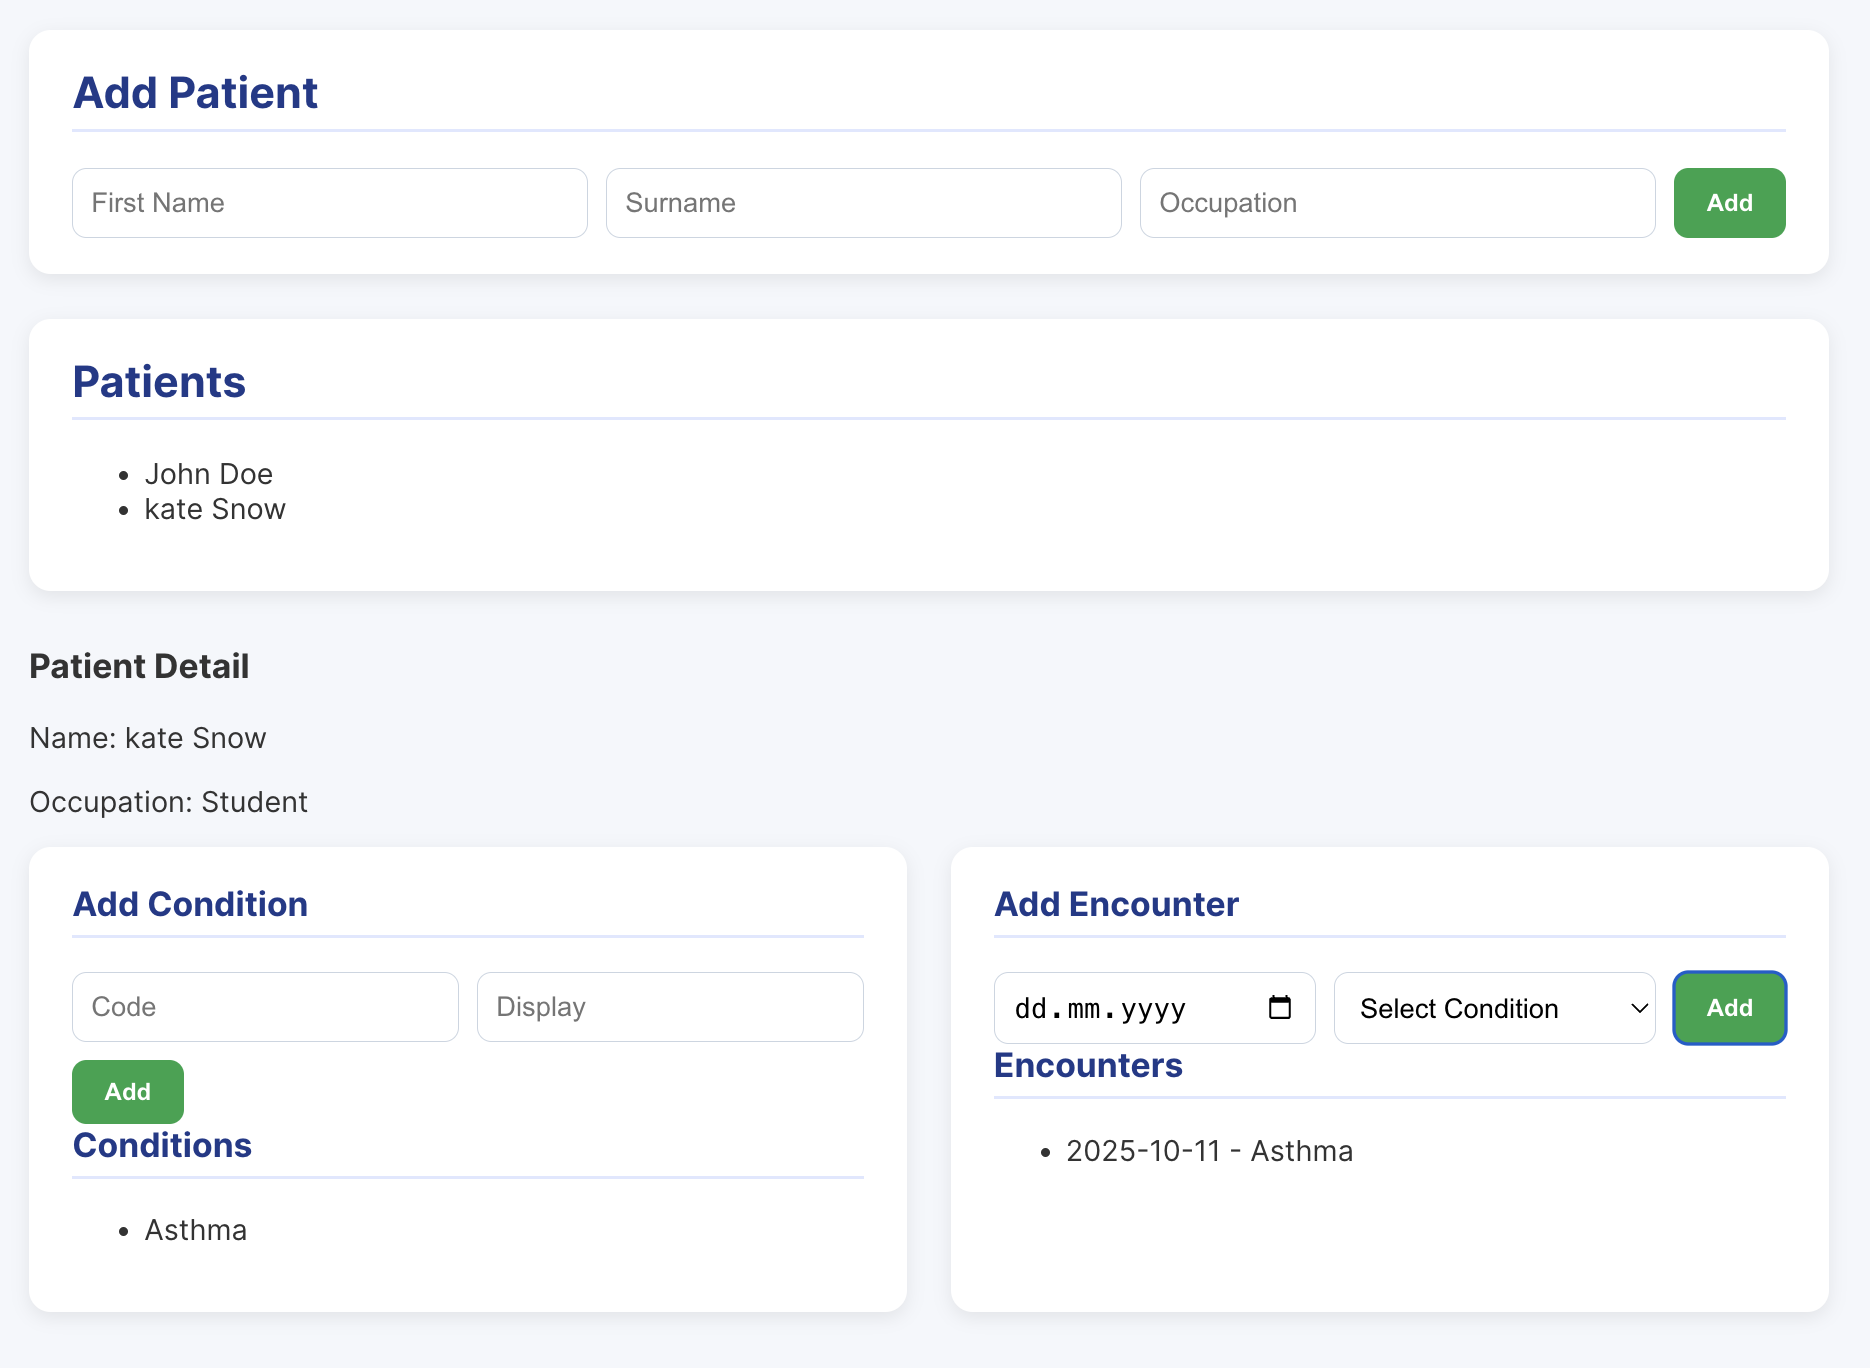 Add Patient
First Name Surname Occupation Add
Patients
• John Doe
• kate Snow
Patient Detail
Name: kate Snow
Occupation: Student
Add Condition
Code Display
Add
Conditions
• Asthma
Add Encounter
dd.mm.yyyy Select Condition Add
Encounters
• 2025-10-11 - Asthma